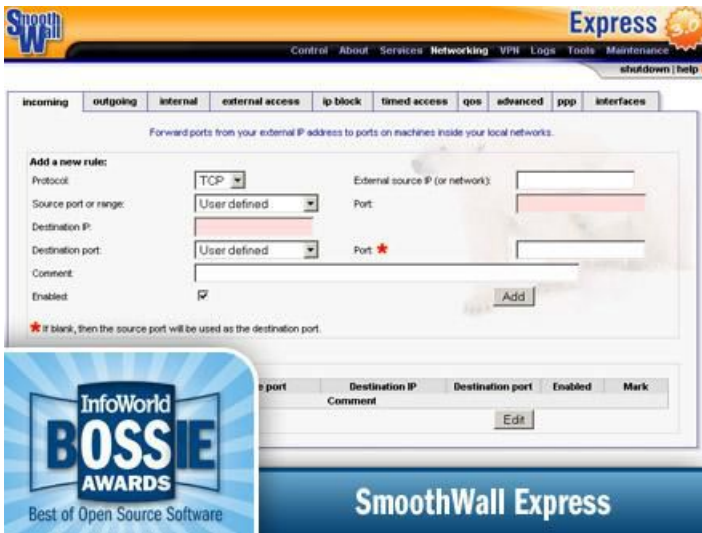 SmoothWall
Express 3.0
Control About Services Networking VPN Logs Tools Maintenance
shutdown | help
incoming outgoing internal external access ip block timed access qos advanced ppp interfaces
Forward ports from your external IP address to ports on machines inside your local networks.
Add a new rule:
Protocol: TCP External source IP (or network):
Source port or range: User defined Port:
Destination IP:
Destination port: User defined Port: *
Comment:
Enabled: Add
* If blank, then the source port will be used as the destination port.
port Destination IP Destination port Enabled Mark
Comment
Edit
InfoWorld
BOSSIE
AWARDS
Best of Open Source Software
SmoothWall Express